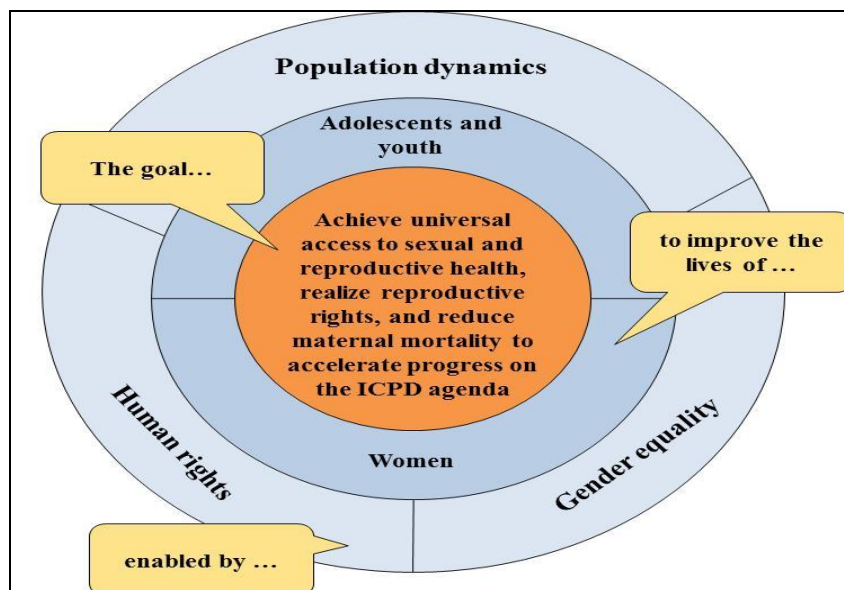 Population dynamics
Adolescents and
youth
The goal…
Achieve universal
access to sexual and
reproductive health,
realize reproductive
rights, and reduce
maternal mortality to
accelerate progress on
the ICPD agenda
to improve the
lives of …
Women
Human rights
Gender equality
enabled by …